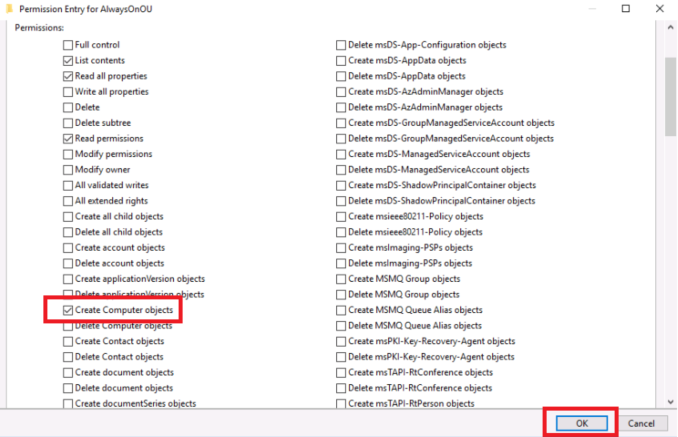 Permission Entry for AlwaysOnOU
Permissions:
Full control
List contents
Read all properties
Write all properties
Delete
Delete subtree
Read permissions
Modify permissions
Modify owner
All validated writes
All extended rights
Create all child objects
Delete all child objects
Create account objects
Delete account objects
Create applicationVersion objects
Delete applicationVersion objects
Create Computer objects
Delete Computer objects
Create Contact objects
Delete Contact objects
Create document objects
Delete document objects
Create documentSeries objects
Delete msDS-App-Configuration objects
Create msDS-AppData objects
Delete msDS-AppData objects
Create msDS-AzAdminManager objects
Delete msDS-AzAdminManager objects
Create msDS-GroupManagedServiceAccount objects
Delete msDS-GroupManagedServiceAccount objects
Create msDS-ManagedServiceAccount objects
Delete msDS-ManagedServiceAccount objects
Create msDS-ShadowPrincipalContainer objects
Delete msDS-ShadowPrincipalContainer objects
Create msieee80211-Policy objects
Delete msieee80211-Policy objects
Create msImaging-PSPs objects
Delete msImaging-PSPs objects
Create MSMQ Group objects
Delete MSMQ Group objects
Create MSMQ Queue Alias objects
Delete MSMQ Queue Alias objects
Create msPKI-Key-Recovery-Agent objects
Delete msPKI-Key-Recovery-Agent objects
Create msTAPI-RtConference objects
Delete msTAPI-RtConference objects
Create msTAPI-RtPerson objects
OK
Cancel